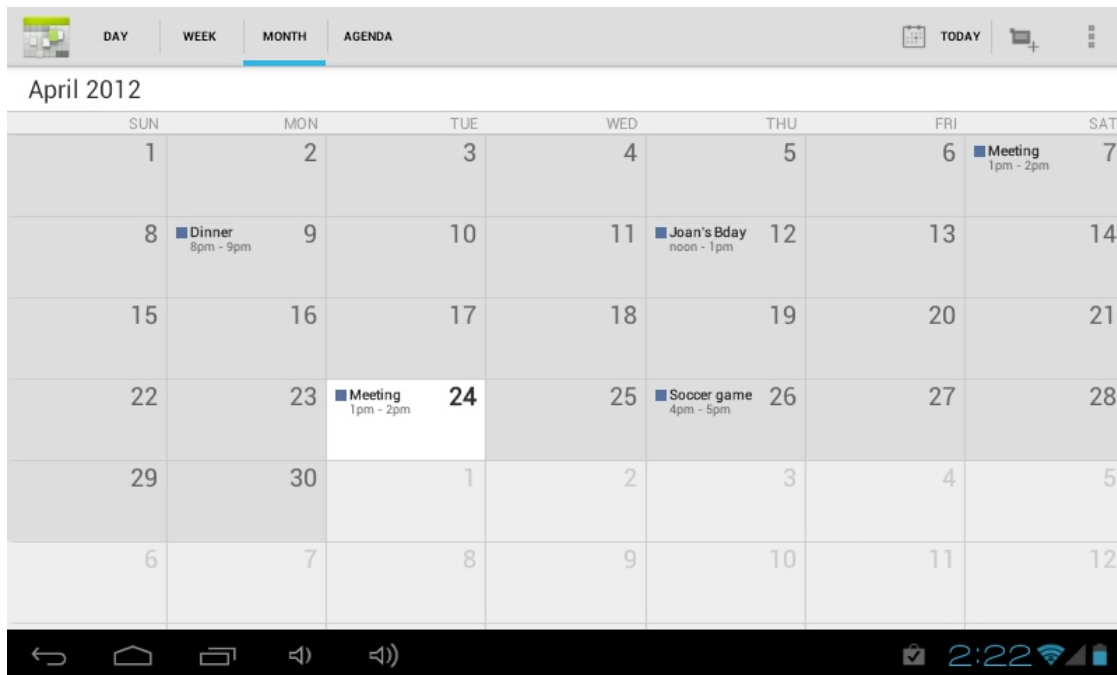 DAY WEEK MONTH AGENDA TODAY
April 2012
SUN MON TUE WED THU FRI SAT
1 2 3 4 5 6 Meeting 7
1pm - 2pm
8 Dinner 9 10 11 Joan's Bday 12 13 14
8pm - 9pm noon - 1pm
15 16 17 18 19 20 21
22 23 Meeting 24 25 Soccer game 26 27 28
1pm - 2pm 4pm - 5pm
29 30 1 2 3 4 5
6 7 8 9 10 11 12
2:22